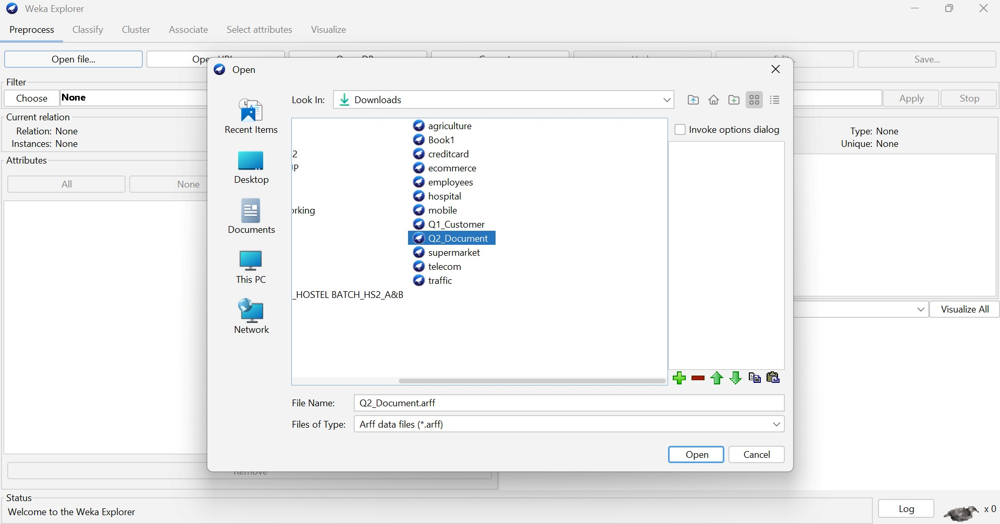 Weka Explorer
Preprocess Classify Cluster Associate Select attributes Visualize
Open file...
Save...
Open
Filter
Choose None
Apply Stop
Look In: Downloads
Current relation
Relation: None
Instances: None
Type: None
Unique: None
Attributes
All None
Recent Items
Desktop
Documents
This PC
Network
2
_HOSTEL BATCH_HS2_A&B
agriculture
Book1
creditcard
ecommerce
employees
hospital
mobile
Q1_Customer
Q2_Document
supermarket
telecom
traffic
Invoke options dialog
Visualize All
File Name: Q2_Document.arff
Files of Type: Arff data files (*.arff)
Open Cancel
Remove
Status
Welcome to the Weka Explorer
Log x 0